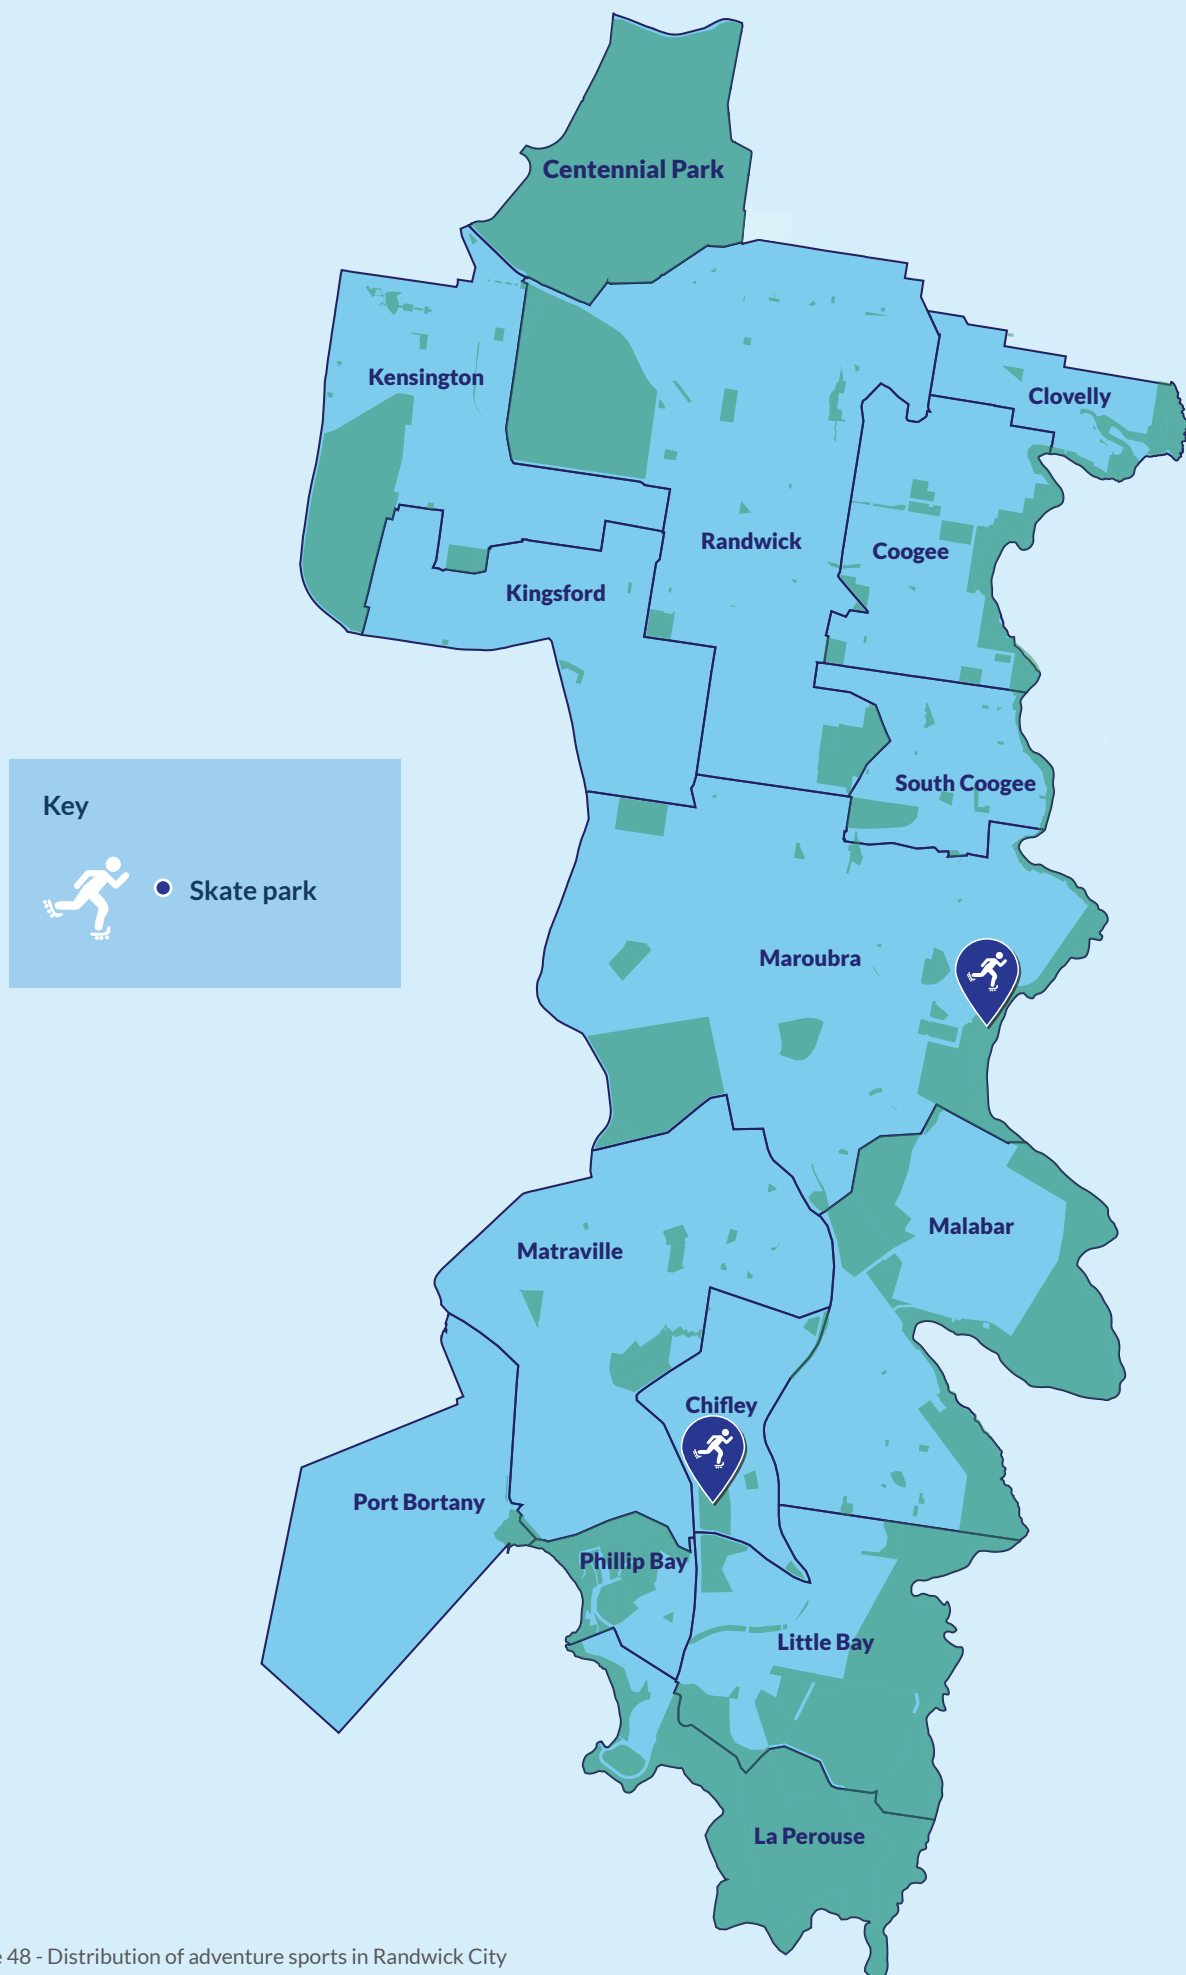 Centennial Park
Kensington
Clovelly
Randwick
Coogee
Kingsford
South Coogee
Key
Skate park
Maroubra
Malabar
Matraville
Chifley
Port Bortany
Phillip Bay
Little Bay
La Perouse
48 - Distribution of adventure sports in Randwick City